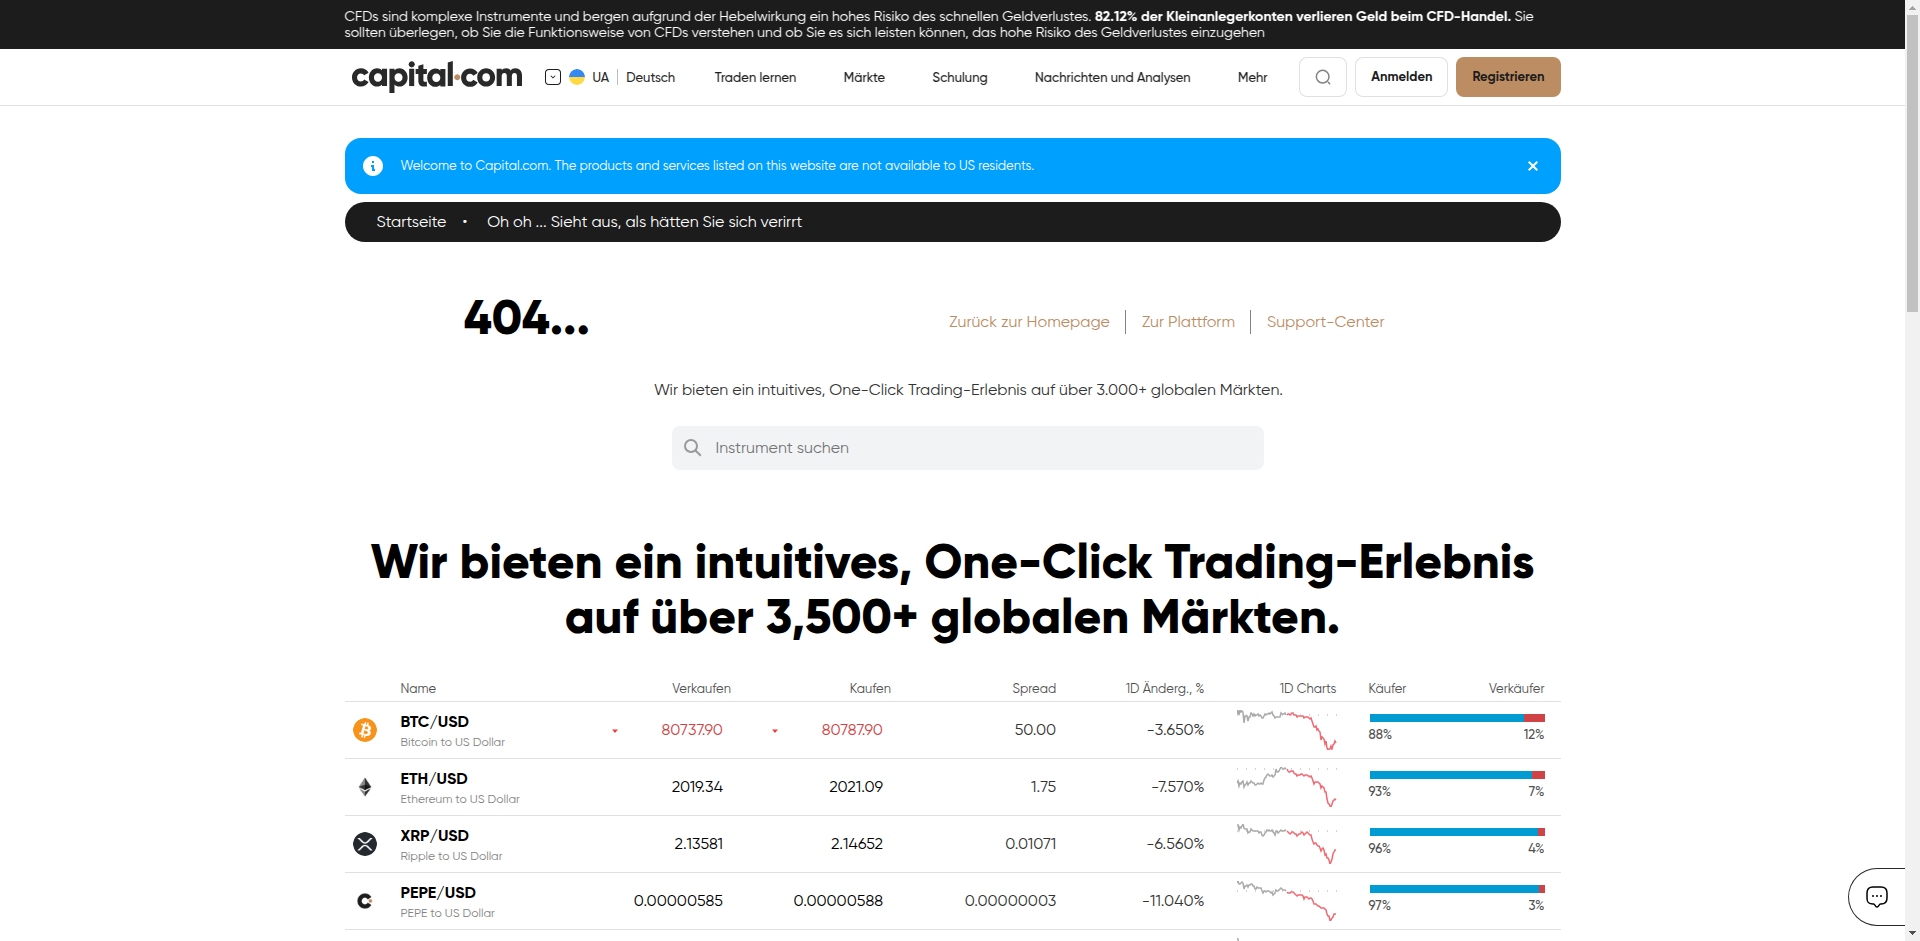 CFDs sind komplexe Instrumente und bergen aufgrund der Hebelwirkung ein hohes Risiko des schnellen Geldverlustes. 82.12% der Kleinanlegerkonten verlieren Geld beim CFD-Handel. Sie
sollten überlegen, ob Sie die Funktionsweise von CFDs verstehen und ob Sie es sich leisten können, das hohe Risiko des Geldverlustes einzugehen
capital.com UA Deutsch Traden lernen Märkte Schulung Nachrichten und Analysen Mehr Anmelden Registrieren
Welcome to Capital.com. The products and services listed on this website are not available to US residents.
Startseite • Oh oh ... Sieht aus, als hätten Sie sich verirrt
404...
Zurück zur Homepage Zur Plattform Support-Center
Wir bieten ein intuitives, One-Click Trading-Erlebnis auf über 3.000+ globalen Märkten.
Instrument suchen
Wir bieten ein intuitives, One-Click Trading-Erlebnis
auf über 3,500+ globalen Märkten.
Name Verkaufen Kaufen Spread 1D Änderg., % 1D Charts Käufer Verkäufer
BTC/USD 80737.90 80787.90 50.00 -3.650% 88% 12%
Bitcoin to US Dollar
ETH/USD 2019.34 2021.09 1.75 -7.570% 93% 7%
Ethereum to US Dollar
XRP/USD 2.13581 2.14652 0.01071 -6.560% 96% 4%
Ripple to US Dollar
PEPE/USD 0.00000585 0.00000588 0.00000003 -11.040% 97% 3%
PEPE to US Dollar